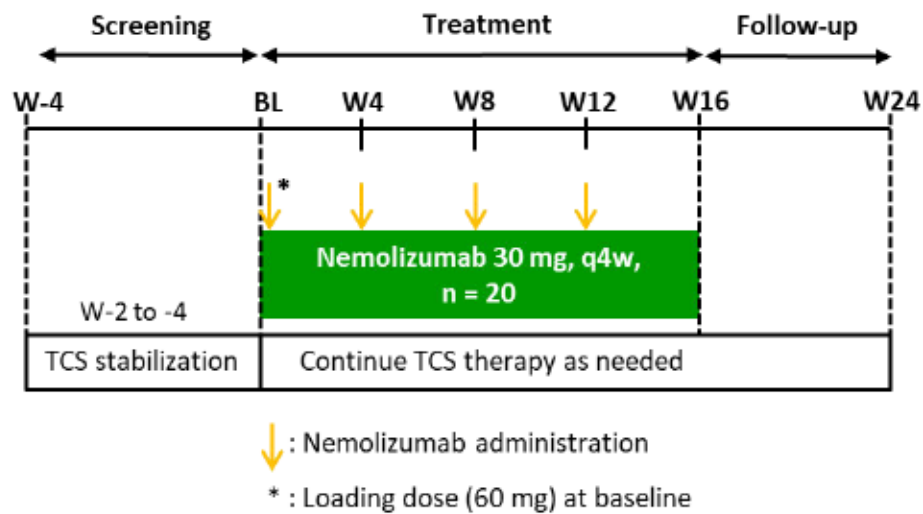 Screening Treatment Follow-up
W-4 BL W4 W8 W12 W16 W24
*
Nemolizumab 30 mg, q4w,
n = 20
W-2 to -4
TCS stabilization Continue TCS therapy as needed
: Nemolizumab administration
* : Loading dose (60 mg) at baseline